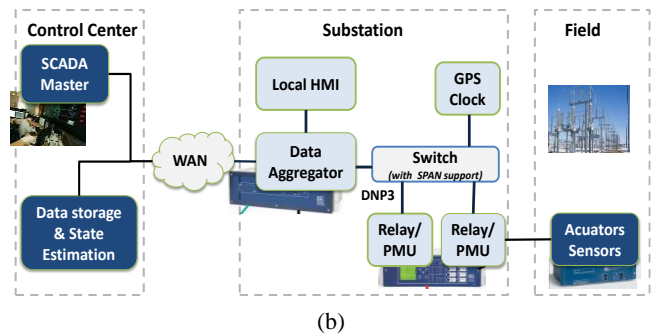 Control Center
Substation
Field
SCADA
Master
Local HMI
GPS
Clock
WAN
Data
Aggregator
Switch
(with SPAN support)
DNP3
Data storage
& State
Estimation
Relay/
PMU
Relay/
PMU
Acuators
Sensors
(b)